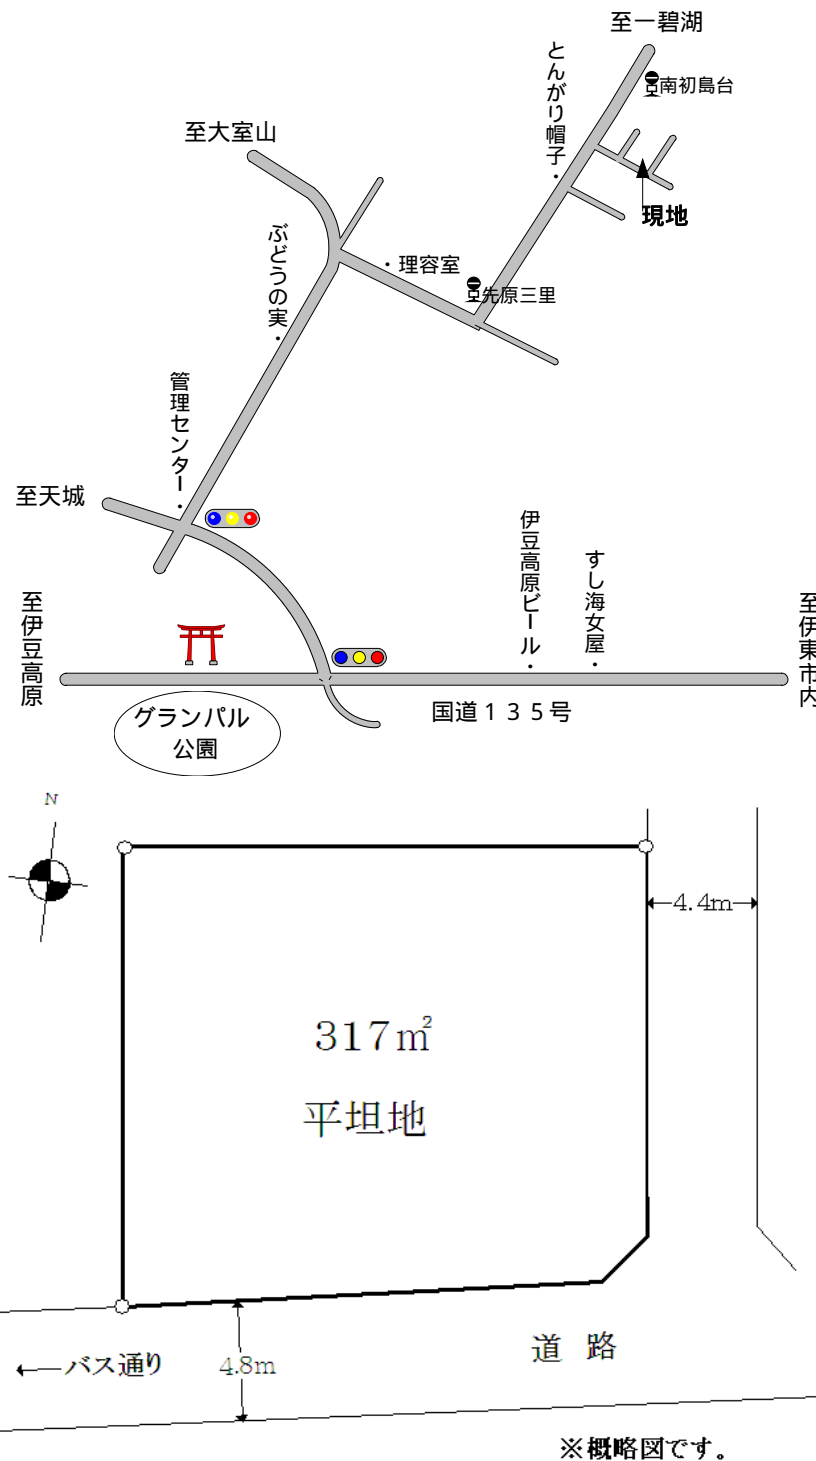 至一碧湖
とんがり帽子・
南初島台
至大室山
現地
ぶどうの実・
・理容室
先原三里
管理センター・
至天城
伊豆高原ビール・
すし海女屋・
至伊豆高原
至伊東市内
国道１３５号
グランパル
公園
N
4.4m
317㎡
平坦地
道 路
←バス通り
4.8m
※概略図です。